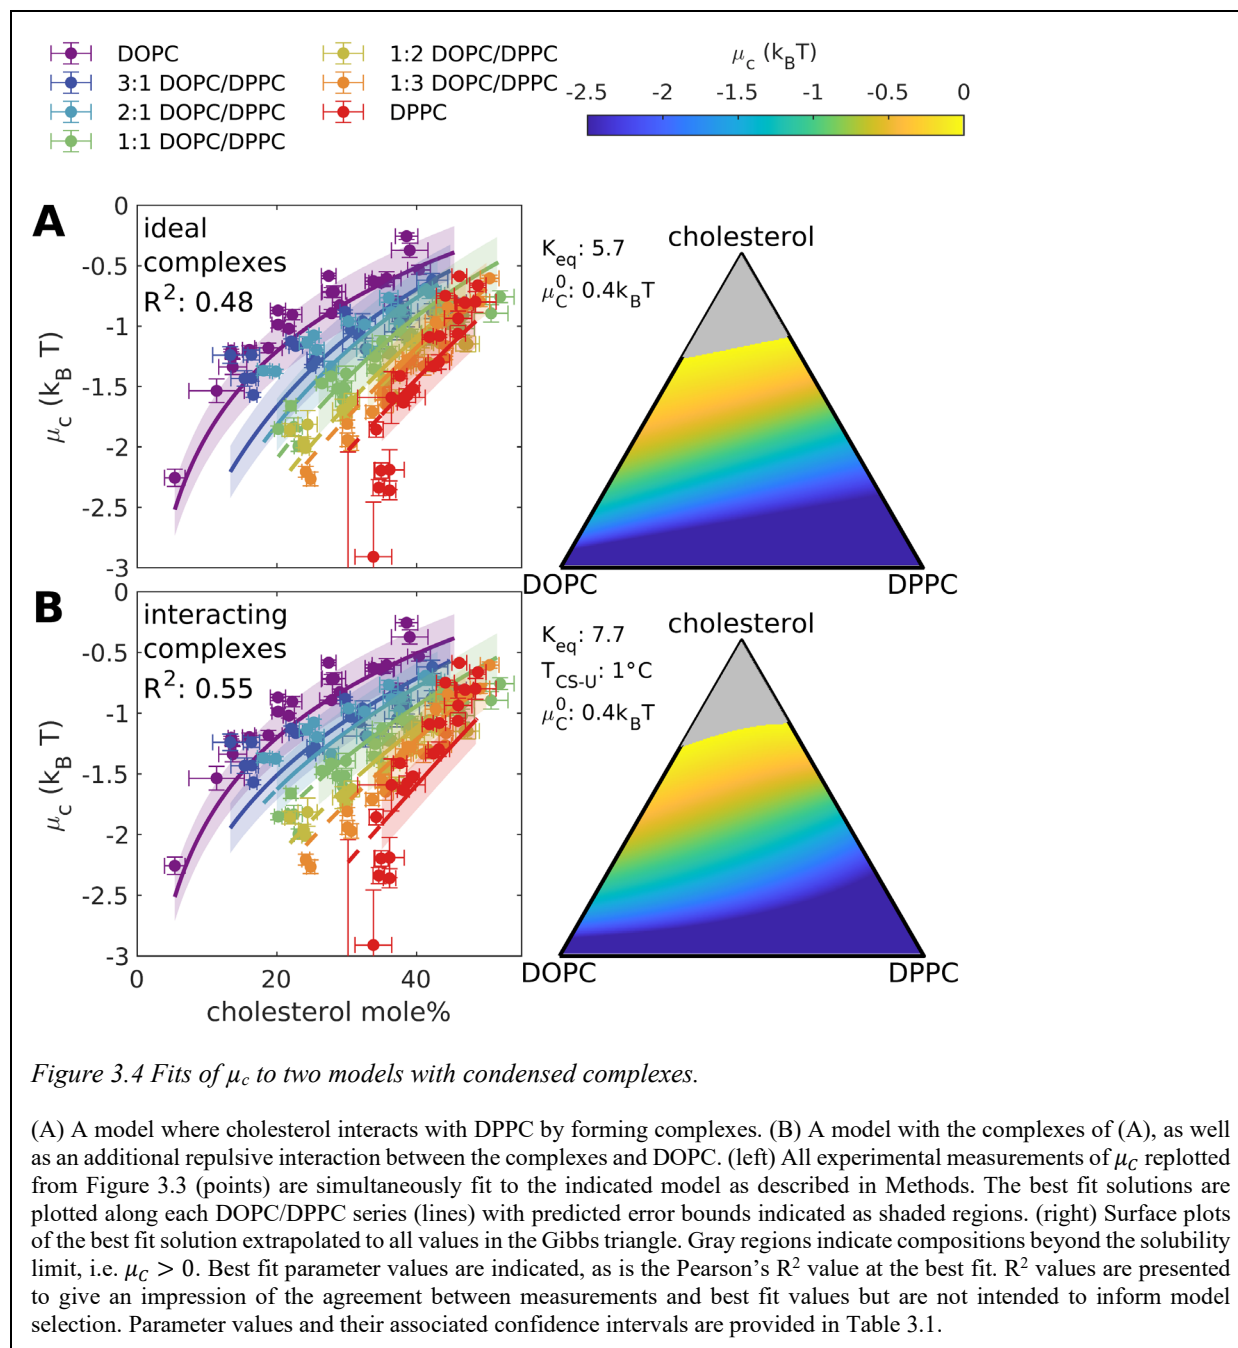 DOPC
3:1 DOPC/DPPC
2:1 DOPC/DPPC
1:1 DOPC/DPPC
1:2 DOPC/DPPC
1:3 DOPC/DPPC
DPPC
μc (kBT)
-2.5 -2 -1.5 -1 -0.5 0
A
ideal
complexes
R²: 0.48
0
-0.5
-1
-1.5
-2
-2.5
-3
μc (kB T)
Keq: 5.7
μC⁰: 0.4kBT
cholesterol
DOPC
DPPC
B
interacting
complexes
R²: 0.55
0
-0.5
-1
-1.5
-2
-2.5
-3
μc (kB T)
0 20 40
cholesterol mole%
Keq: 7.7
TCS-U: 1°C
μC⁰: 0.4kBT
cholesterol
DOPC
DPPC
Figure 3.4 Fits of μc to two models with condensed complexes.
(A) A model where cholesterol interacts with DPPC by forming complexes. (B) A model with the complexes of (A), as well
as an additional repulsive interaction between the complexes and DOPC. (left) All experimental measurements of μC replotted
from Figure 3.3 (points) are simultaneously fit to the indicated model as described in Methods. The best fit solutions are
plotted along each DOPC/DPPC series (lines) with predicted error bounds indicated as shaded regions. (right) Surface plots
of the best fit solution extrapolated to all values in the Gibbs triangle. Gray regions indicate compositions beyond the solubility
limit, i.e. μC > 0. Best fit parameter values are indicated, as is the Pearson's R² value at the best fit. R² values are presented
to give an impression of the agreement between measurements and best fit values but are not intended to inform model
selection. Parameter values and their associated confidence intervals are provided in Table 3.1.